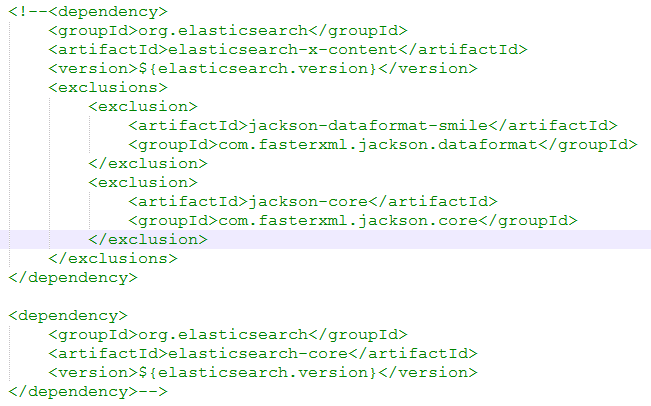 <!--<dependency>
<groupId>org.elasticsearch</groupId>
<artifactId>elasticsearch-x-content</artifactId>
<version>${elasticsearch.version}</version>
<exclusions>
<exclusion>
<artifactId>jackson-dataformat-smile</artifactId>
<groupId>com.fasterxml.jackson.dataformat</groupId>
</exclusion>
<exclusion>
<artifactId>jackson-core</artifactId>
<groupId>com.fasterxml.jackson.core</groupId>
</exclusion>
</exclusions>
</dependency>
<dependency>
<groupId>org.elasticsearch</groupId>
<artifactId>elasticsearch-core</artifactId>
<version>${elasticsearch.version}</version>
</dependency>-->